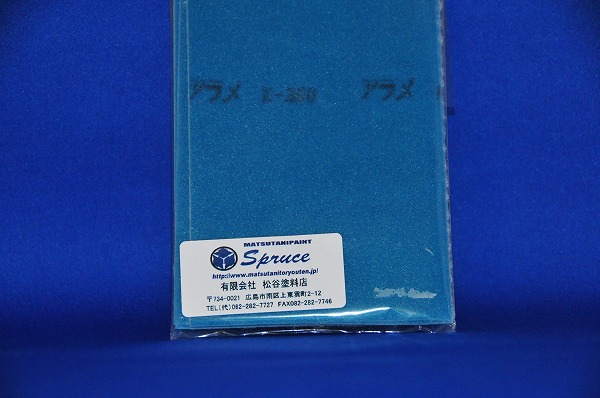 アラメ K-360 アラメ
MATSUTANIPAINT
Spruce
http://www.matsutanitoryouten.jp/
有限会社 松谷塗料店
〒734-0021 広島市南区上東雲町2-12
TEL(代)082-282-7727 FAX082-282-7746